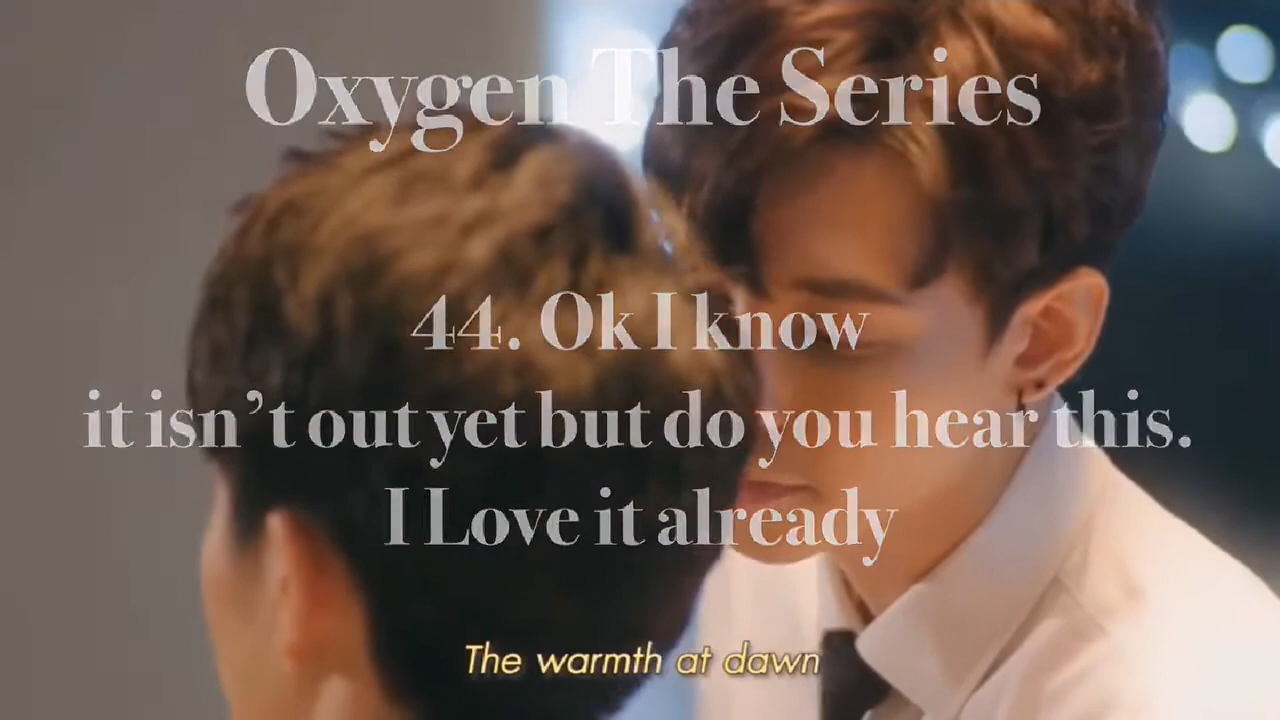 Oxygen The Series
44. Ok I know
it isn't out yet but do you hear this.
I Love it already
The warmth at dawn